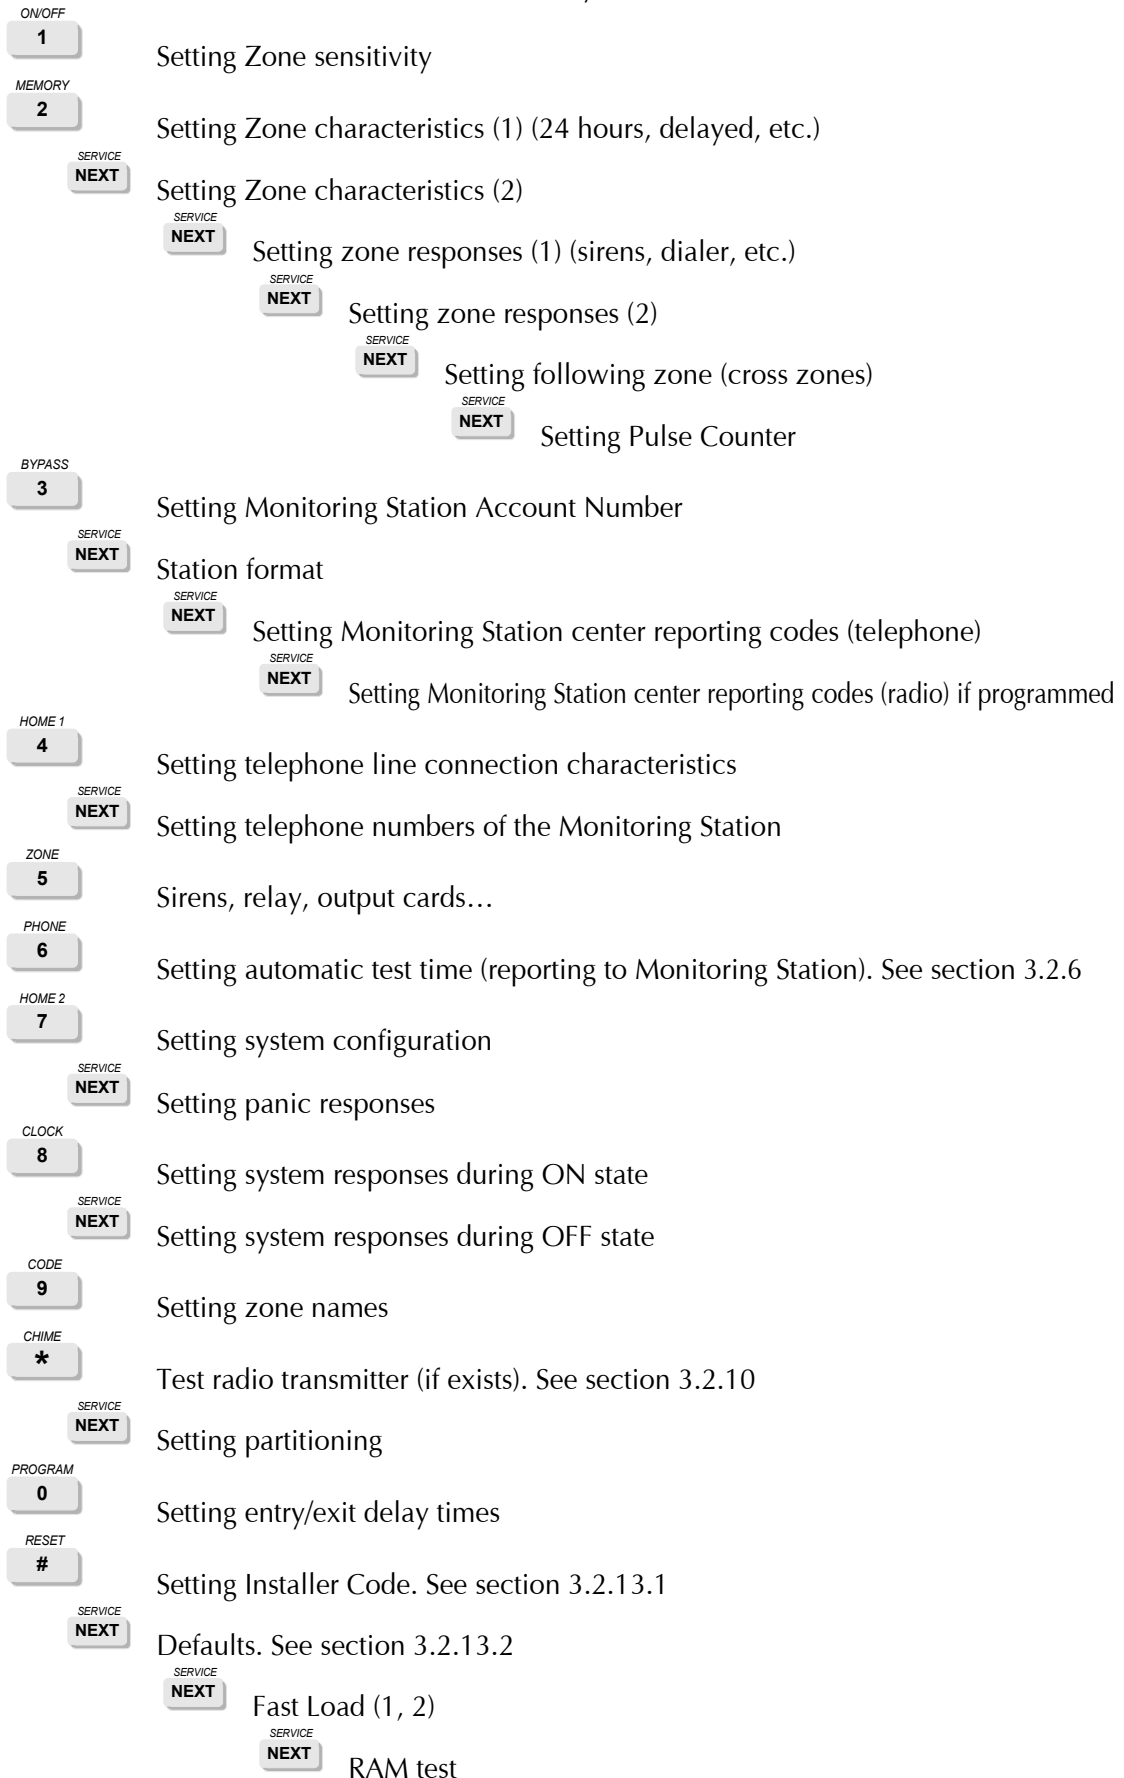 ON/OFF
1
Setting Zone sensitivity
MEMORY
2
Setting Zone characteristics (1) (24 hours, delayed, etc.)
SERVICE
NEXT
Setting Zone characteristics (2)
SERVICE
NEXT
Setting zone responses (1) (sirens, dialer, etc.)
SERVICE
NEXT
Setting zone responses (2)
SERVICE
NEXT
Setting following zone (cross zones)
SERVICE
NEXT
Setting Pulse Counter
BYPASS
3
Setting Monitoring Station Account Number
SERVICE
NEXT
Station format
SERVICE
NEXT
Setting Monitoring Station center reporting codes (telephone)
SERVICE
NEXT
Setting Monitoring Station center reporting codes (radio) if programmed
HOME 1
4
Setting telephone line connection characteristics
SERVICE
NEXT
Setting telephone numbers of the Monitoring Station
ZONE
5
Sirens, relay, output cards…
PHONE
6
Setting automatic test time (reporting to Monitoring Station). See section 3.2.6
HOME 2
7
Setting system configuration
SERVICE
NEXT
Setting panic responses
CLOCK
8
Setting system responses during ON state
SERVICE
NEXT
Setting system responses during OFF state
CODE
9
Setting zone names
CHIME
*
Test radio transmitter (if exists). See section 3.2.10
SERVICE
NEXT
Setting partitioning
PROGRAM
0
Setting entry/exit delay times
RESET
#
Setting Installer Code. See section 3.2.13.1
SERVICE
NEXT
Defaults. See section 3.2.13.2
SERVICE
NEXT
Fast Load (1, 2)
SERVICE
NEXT
RAM test